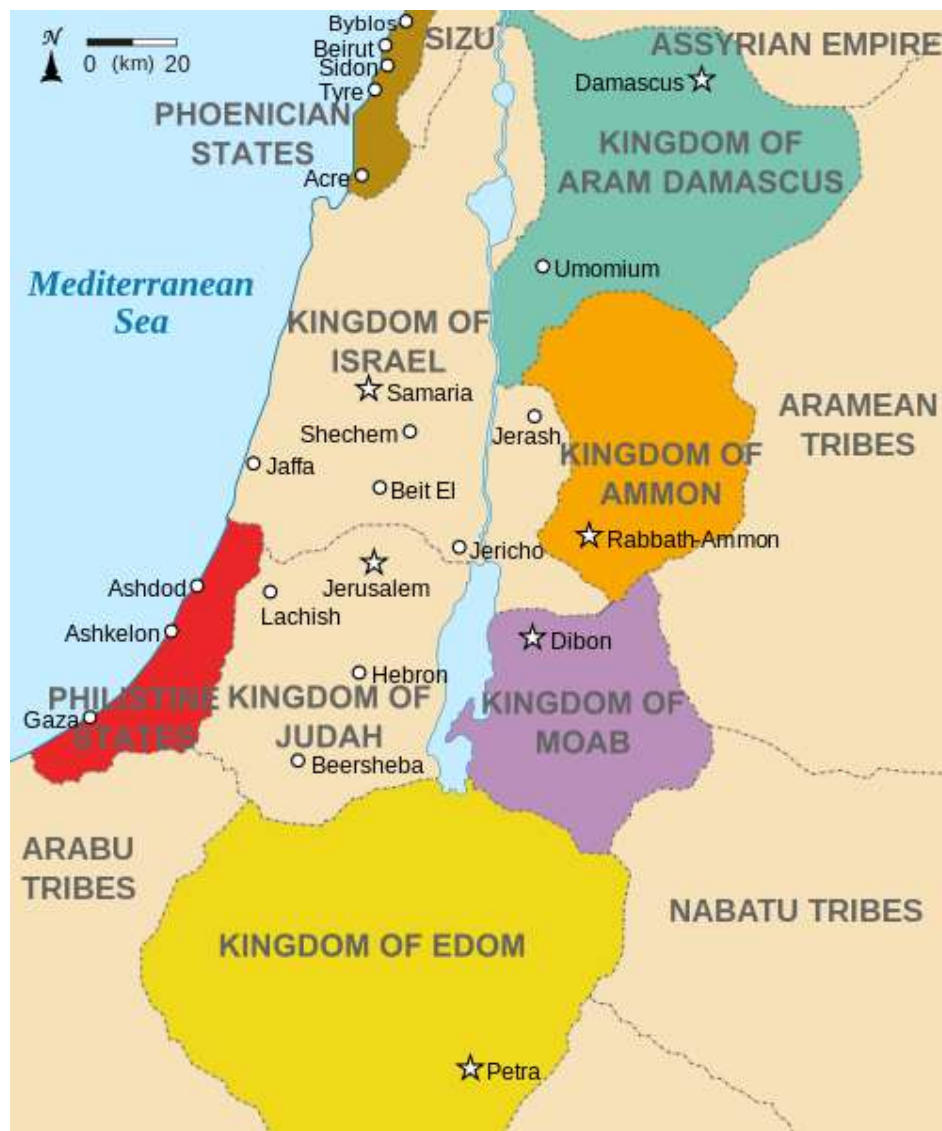 Byblos
SIZU
N
Beirut
ASSYRIAN EMPIRE
0 (km) 20
Sidon
Damascus
Tyre
PHOENICIAN
STATES
KINGDOM OF
ARAM DAMASCUS
Acre
Umomium
Mediterranean
Sea
KINGDOM OF
ISRAEL
Samaria
ARAMEAN
TRIBES
Shechem
Jerash
Jaffa
KINGDOM OF
AMMON
Beit El
Rabbath-Ammon
Jericho
Ashdod
Jerusalem
Lachish
Ashkelon
Dibon
Hebron
PHILISTINE
STATES
KINGDOM OF
JUDAH
KINGDOM OF
MOAB
Gaza
Beersheba
ARABU
TRIBES
NABATU TRIBES
KINGDOM OF EDOM
Petra